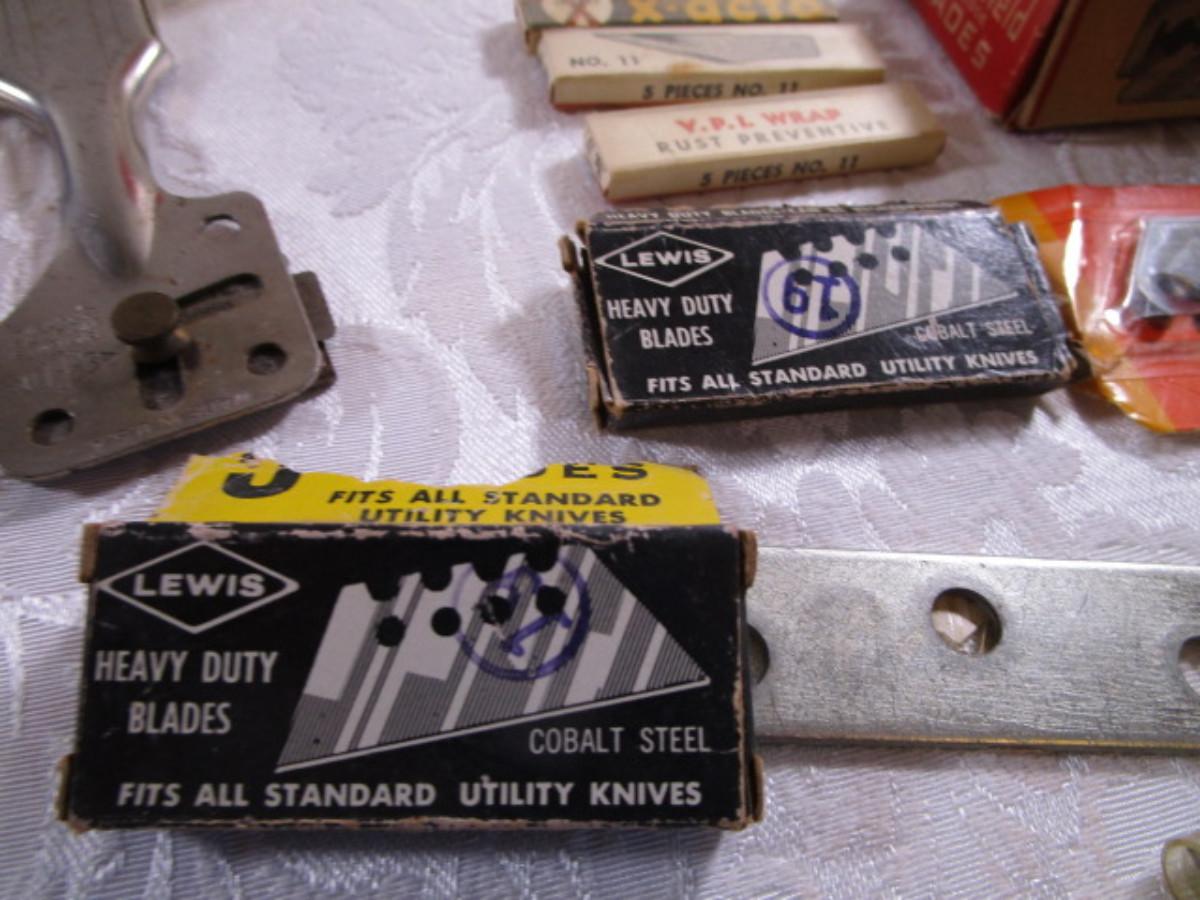 x-acto
NO. 11
5 PIECES NO. 11
V.P.I. WRAP
RUST PREVENTIVE
5 PIECES NO. 11
BLADES
LEWIS
HEAVY DUTY
BLADES
19
COBALT STEEL
FITS ALL STANDARD UTILITY KNIVES
FITS ALL STANDARD
UTILITY KNIVES
LEWIS
HEAVY DUTY
BLADES
COBALT STEEL
FITS ALL STANDARD UTILITY KNIVES